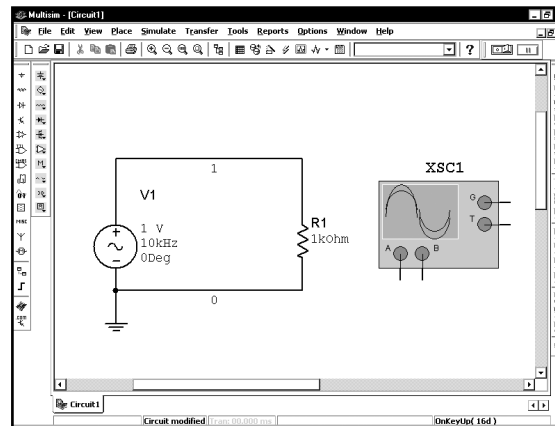 Multisim - [Circuit1]
File Edit View Place Simulate Transfer Tools Reports Options Window Help
1
XSC1
V1
G
T
1 V
10kHz
0Deg
R1
1kOhm
A
B
0
Circuit1
Circuit modified Tran: 00.000 ms OnKeyUp( 16d )